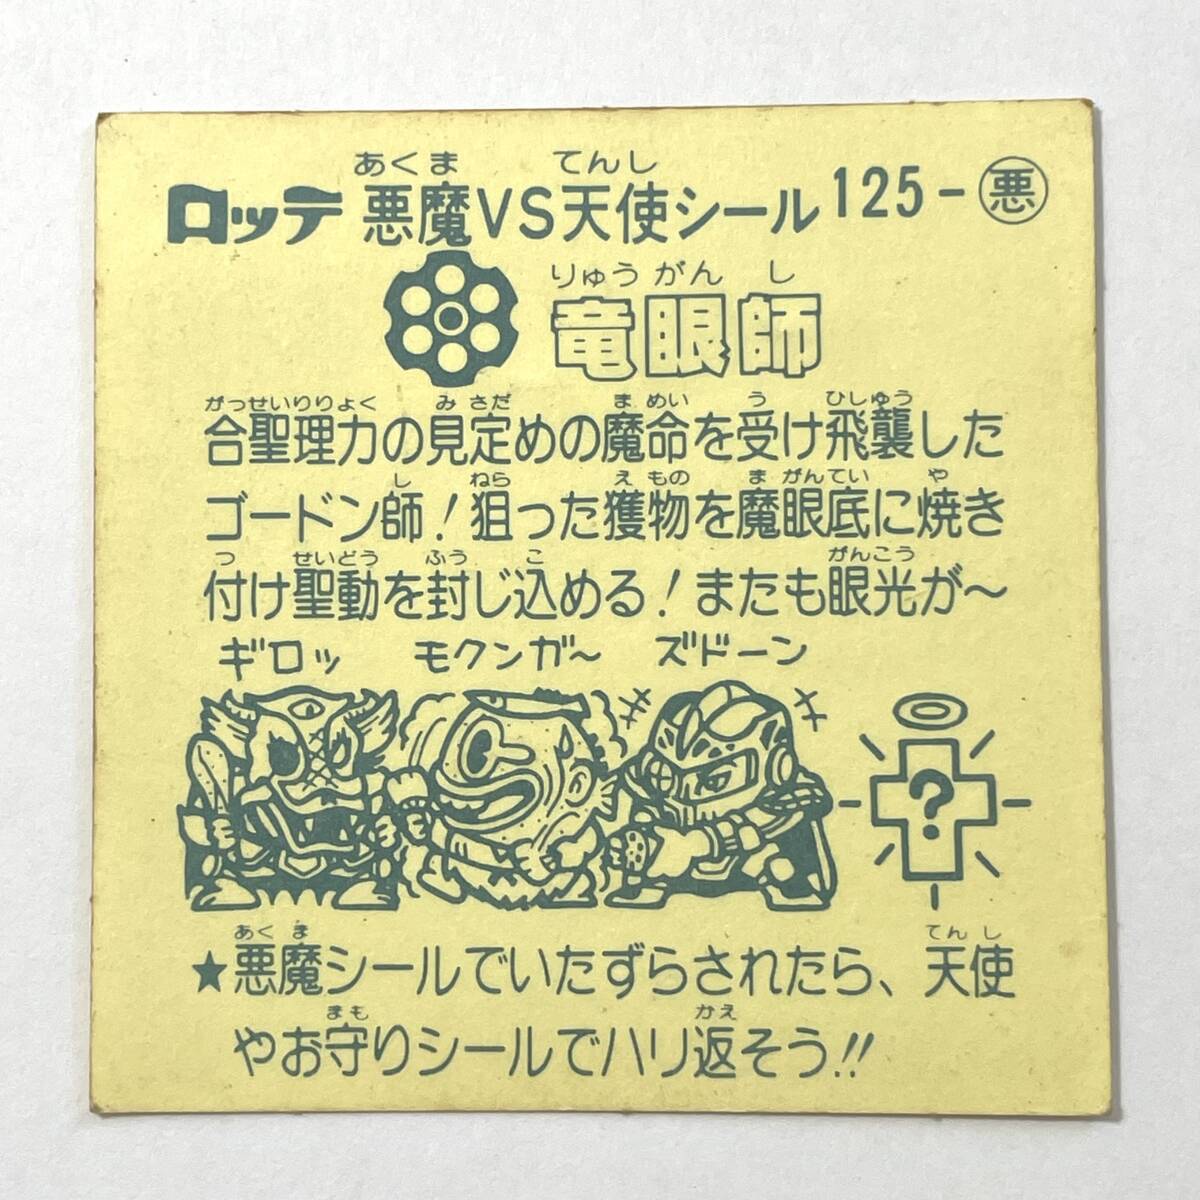 あくま てんし
ロッテ 悪魔VS天使シール 125-悪
りゅうがんし
竜眼師
がっせいりりょく みさだ まめい う ひしゅう
合聖理力の見定めの魔命を受け飛襲した
し ねら えもの まがんてい や
ゴードン師!狙った獲物を魔眼底に焼き
つ せいどう ふう こ がんこう
付け聖動を封じ込める!またも眼光が〜
ギロッ モクンガ〜 ズドーン
?
あくま てんし
★悪魔シールでいたずらされたら、天使
まも かえ
やお守りシールでハリ返そう!!